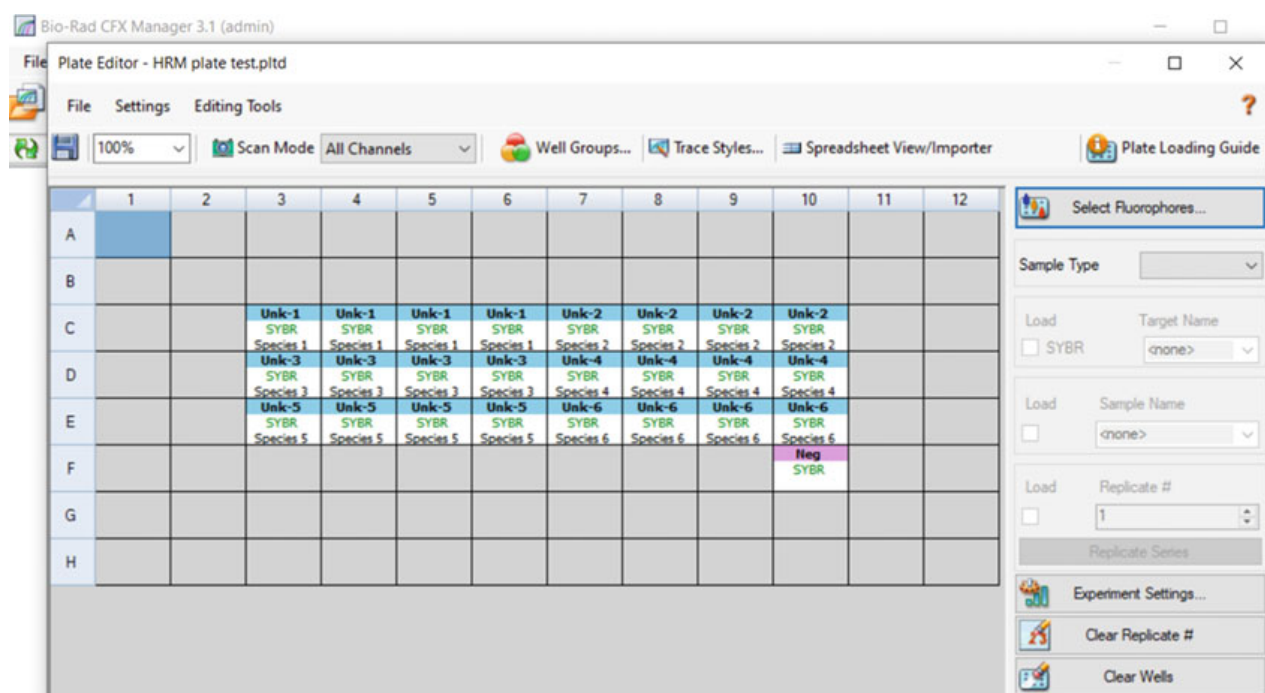 Bio-Rad CFX Manager 3.1 (admin)
File Plate Editor - HRM plate test.pltd
File Settings Editing Tools ?
100% Scan Mode All Channels Well Groups... Trace Styles... Spreadsheet View/Importer Plate Loading Guide
1 2 3 4 5 6 7 8 9 10 11 12
A
B
C
Unk-1 Unk-1 Unk-1 Unk-1 Unk-2 Unk-2 Unk-2 Unk-2
SYBR SYBR SYBR SYBR SYBR SYBR SYBR SYBR
Species 1 Species 1 Species 1 Species 1 Species 2 Species 2 Species 2 Species 2
D
Unk-3 Unk-3 Unk-3 Unk-3 Unk-4 Unk-4 Unk-4 Unk-4
SYBR SYBR SYBR SYBR SYBR SYBR SYBR SYBR
Species 3 Species 3 Species 3 Species 3 Species 4 Species 4 Species 4 Species 4
E
Unk-5 Unk-5 Unk-5 Unk-5 Unk-6 Unk-6 Unk-6 Unk-6
SYBR SYBR SYBR SYBR SYBR SYBR SYBR SYBR
Species 5 Species 5 Species 5 Species 5 Species 6 Species 6 Species 6 Species 6
F
Neg
SYBR
G
H
Select Fluorophores...
Sample Type
Load Target Name
SYBR <none>
Load Sample Name
<none>
Load Replicate #
1
Replicate Series
Experiment Settings...
Clear Replicate #
Clear Wells